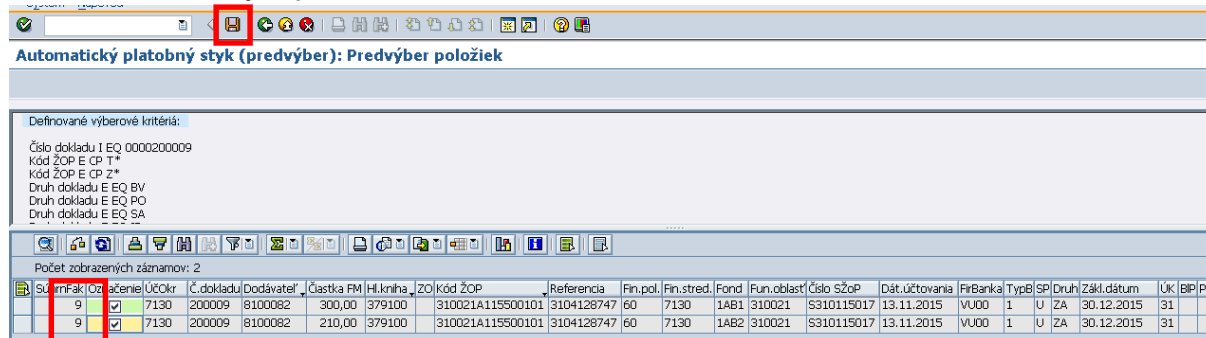 Automatický platobný styk (predvýber): Predvýber položiek
Definované výberové kritériá:
Číslo dokladu I EQ 0000200009
Kód ŽOP E CP T*
Kód ŽOP E CP Z*
Druh dokladu E EQ BV
Druh dokladu E EQ PO
Druh dokladu E EQ SA
Počet zobrazených záznamov: 2
SúhrnFak Označenie ÚčOkr Č.dokladu Dodávateľ Čiastka FM Hl.kniha ZO Kód ŽOP Referencia Fin.pol. Fin.stred. Fond Fun.oblasť Číslo SŽoP Dát.účtovania FirBanka TypB SP Druh Zákl.dátum ÚK BIP P
9 7130 200009 8100082 300,00 379100 310021A115500101 3104128747 60 7130 1AB1 310021 S310115017 13.11.2015 VU00 1 U ZA 30.12.2015 31
9 7130 200009 8100082 210,00 379100 310021A115500101 3104128747 60 7130 1AB2 310021 S310115017 13.11.2015 VU00 1 U ZA 30.12.2015 31